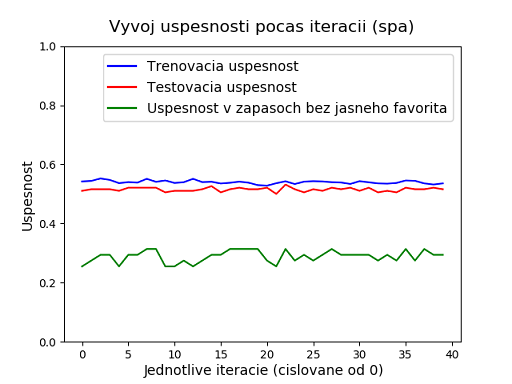 Vyvoj uspesnosti pocas iteracii (spa)
Trenovacia uspesnost
Testovacia uspesnost
Uspesnost v zapasoch bez jasneho favorita
Uspesnost
1.0
0.8
0.6
0.4
0.2
0.0
0 5 10 15 20 25 30 35 40
Jednotlive iteracie (cislovane od 0)